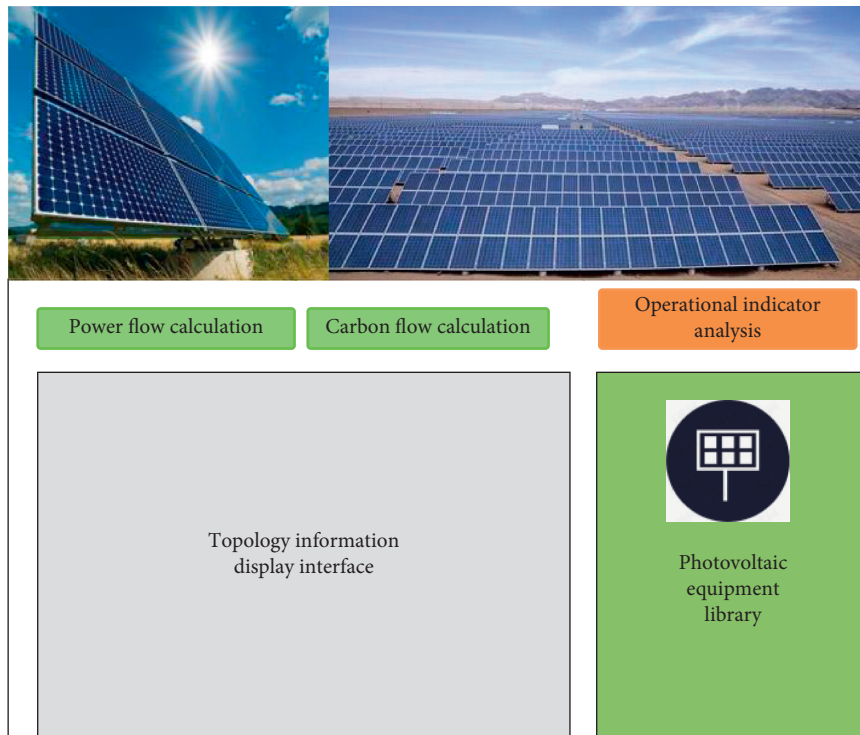 Power flow calculation
Carbon flow calculation
Operational indicator
analysis
Topology information
display interface
Photovoltaic
equipment
library